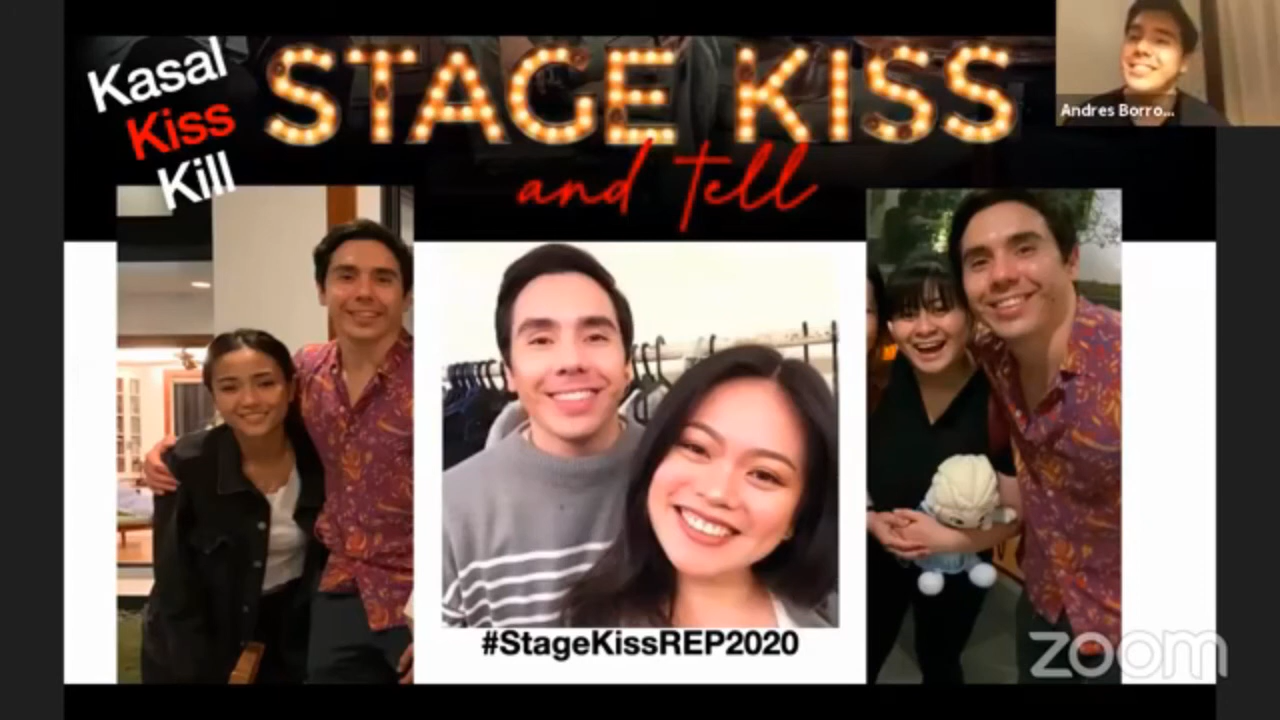 Kasal
Kiss
Kill
STAGE KISS
and tell
Andres Borro...
#StageKissREP2020
zoom